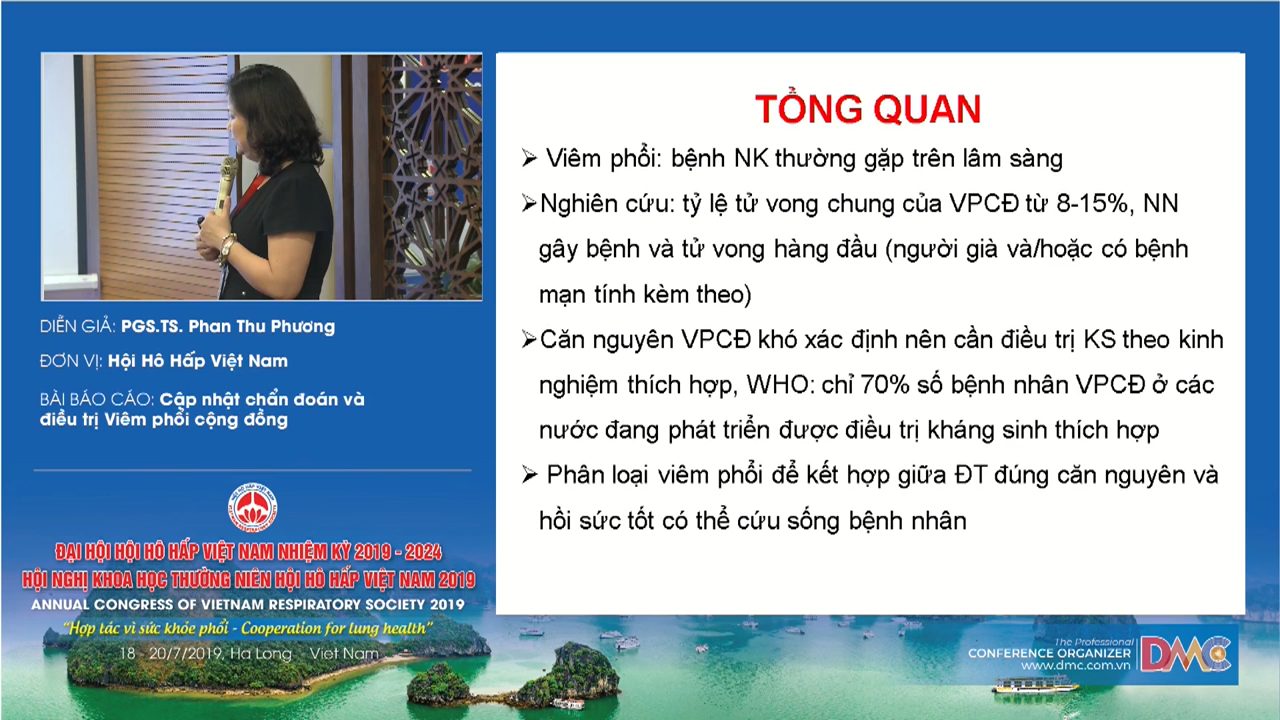 TỔNG QUAN
➢ Viêm phổi: bệnh NK thường gặp trên lâm sàng
➢Nghiên cứu: tỷ lệ tử vong chung của VPCĐ từ 8-15%, NN
gây bệnh và tử vong hàng đầu (người già và/hoặc có bệnh
mạn tính kèm theo)
➢Căn nguyên VPCĐ khó xác định nên cần điều trị KS theo kinh
nghiệm thích hợp, WHO: chỉ 70% số bệnh nhân VPCĐ ở các
nước đang phát triển được điều trị kháng sinh thích hợp
➢ Phân loại viêm phổi để kết hợp giữa ĐT đúng căn nguyên và
hồi sức tốt có thể cứu sống bệnh nhân
DIỄN GIẢ: PGS.TS. Phan Thu Phương
ĐƠN VỊ: Hội Hô Hấp Việt Nam
BÀI BÁO CÁO: Cập nhật chẩn đoán và
điều trị Viêm phổi cộng đồng
ĐẠI HỘI HỘI HÔ HẤP VIỆT NAM NHIỆM KỲ 2019 - 2024
HỘI NGHỊ KHOA HỌC THƯỜNG NIÊN HỘI HÔ HẤP VIỆT NAM 2019
ANNUAL CONGRESS OF VIETNAM RESPIRATORY SOCIETY 2019
“Hợp tác vì sức khỏe phổi - Cooperation for lung health”
18 - 20/7/2019, Ha Long Viet Nam
The Professional
CONFERENCE ORGANIZER
www.dmc.com.vn
DMC